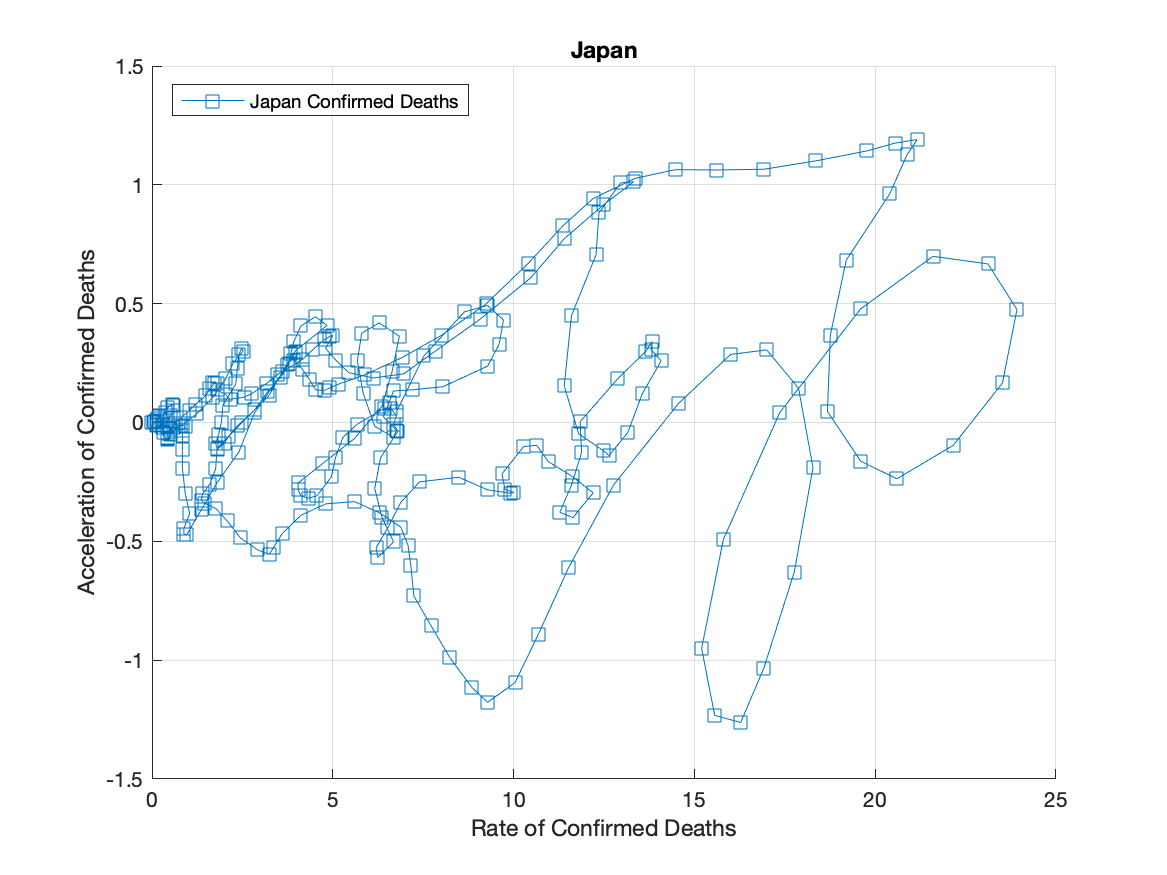 Japan
1.5
Japan Confirmed Deaths
1
0.5
0
-0.5
-1
-1.5
Acceleration of Confirmed Deaths
0 5 10 15 20 25
Rate of Confirmed Deaths